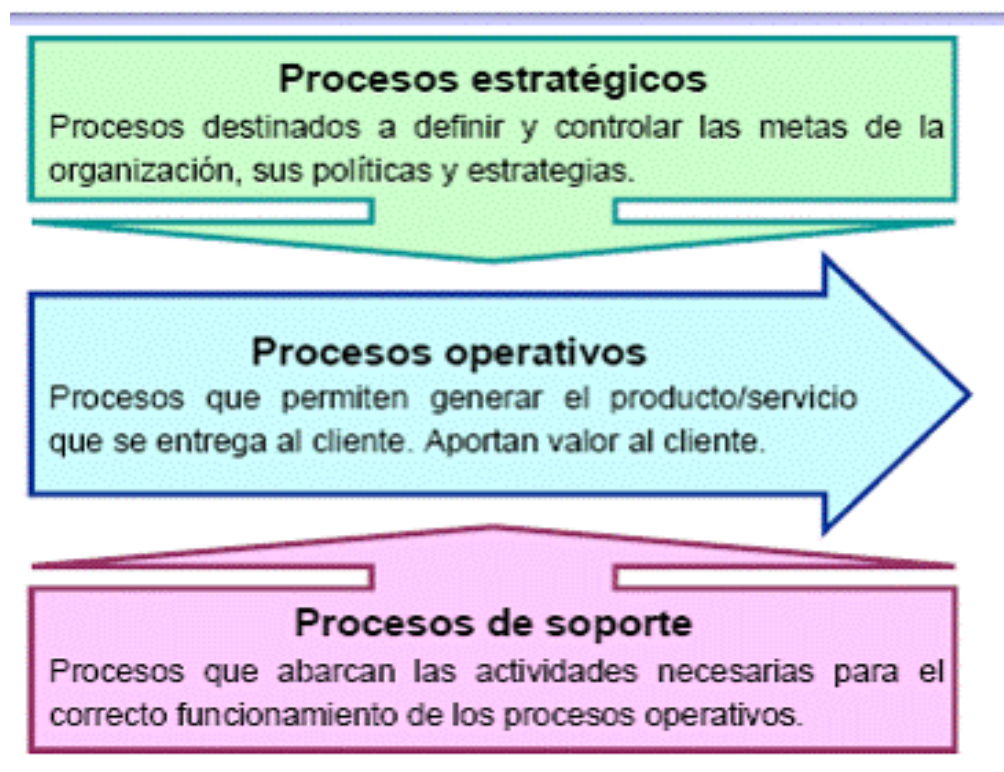 Procesos estratégicos
Procesos destinados a definir y controlar las metas de la
organización, sus políticas y estrategias.
Procesos operativos
Procesos que permiten generar el producto/servicio
que se entrega al cliente. Aportan valor al cliente.
Procesos de soporte
Procesos que abarcan las actividades necesarias para el
correcto funcionamiento de los procesos operativos.